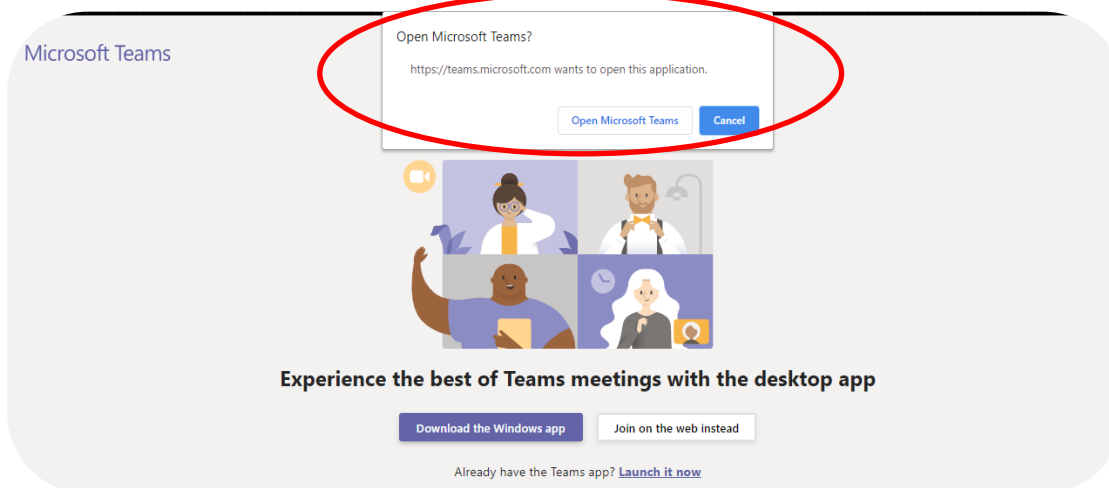 Open Microsoft Teams?
Microsoft Teams
https://teams.microsoft.com wants to open this application.
Open Microsoft Teams Cancel
Experience the best of Teams meetings with the desktop app
Download the Windows app Join on the web instead
Already have the Teams app? Launch it now